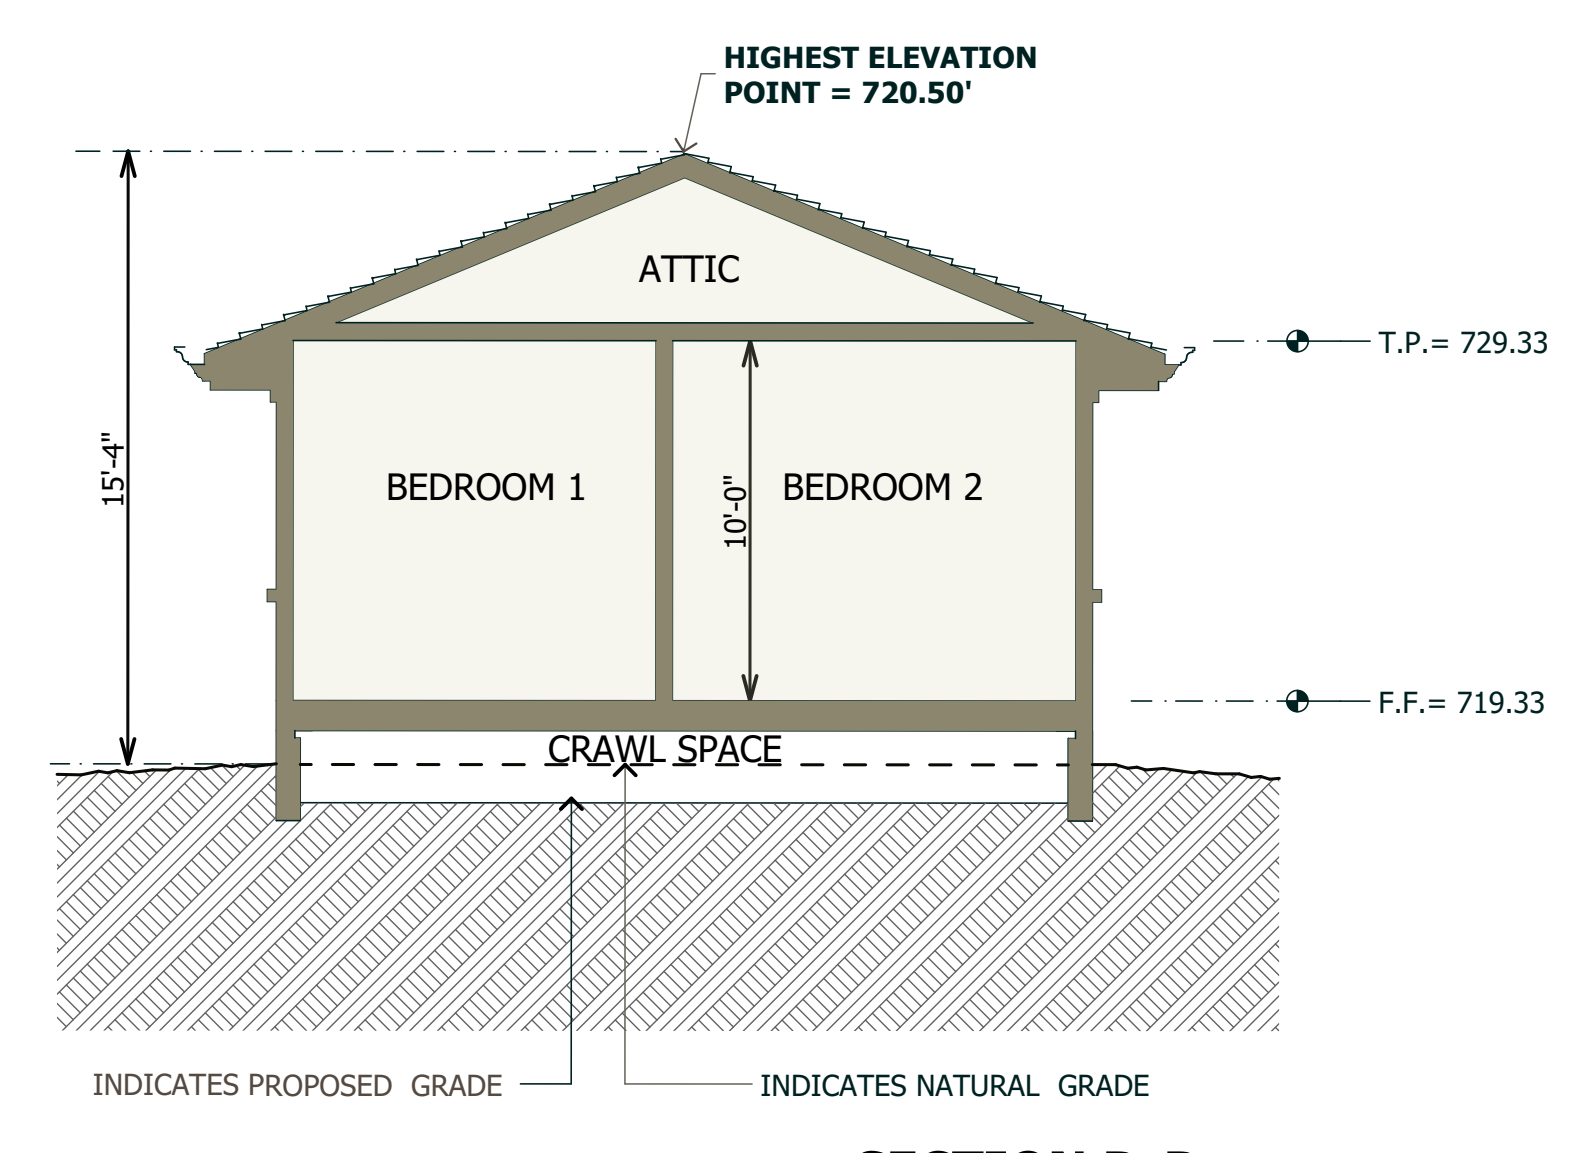 HIGHEST ELEVATION
POINT = 720.50'
ATTIC
T.P.= 729.33
15'-4"
BEDROOM 1
10'-0"
BEDROOM 2
F.F.= 719.33
CRAWL SPACE
INDICATES PROPOSED GRADE
INDICATES NATURAL GRADE